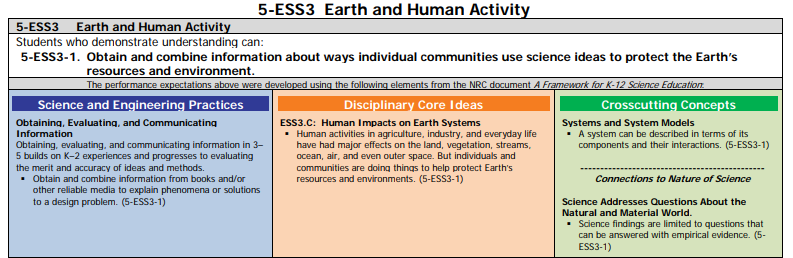 5-ESS3 Earth and Human Activity
5-ESS3 Earth and Human Activity
Students who demonstrate understanding can:
5-ESS3-1. Obtain and combine information about ways individual communities use science ideas to protect the Earth's
resources and environment.
The performance expectations above were developed using the following elements from the NRC document A Framework for K-12 Science Education:
Science and Engineering Practices
Obtaining, Evaluating, and Communicating
Information
Obtaining, evaluating, and communicating information in 3–
5 builds on K–2 experiences and progresses to evaluating
the merit and accuracy of ideas and methods.
▪ Obtain and combine information from books and/or
other reliable media to explain phenomena or solutions
to a design problem. (5-ESS3-1)
Disciplinary Core Ideas
ESS3.C: Human Impacts on Earth Systems
▪ Human activities in agriculture, industry, and everyday life
have had major effects on the land, vegetation, streams,
ocean, air, and even outer space. But individuals and
communities are doing things to help protect Earth's
resources and environments. (5-ESS3-1)
Crosscutting Concepts
Systems and System Models
▪ A system can be described in terms of its
components and their interactions. (5-ESS3-1)
Connections to Nature of Science
Science Addresses Questions About the
Natural and Material World.
▪ Science findings are limited to questions that
can be answered with empirical evidence. (5-
ESS3-1)